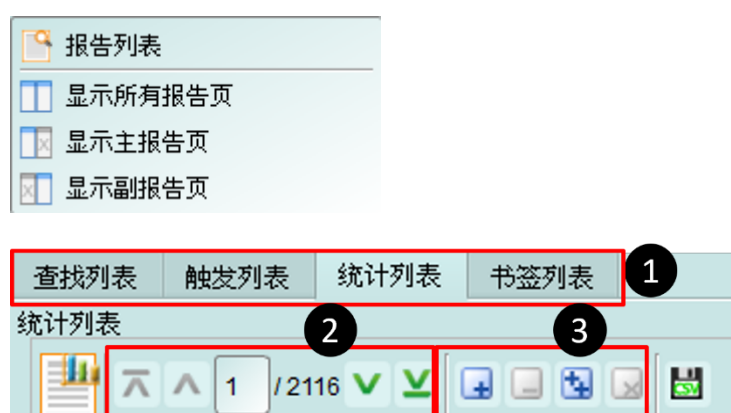 报告列表
显示所有报告页
显示主报告页
显示副报告页
查找列表 触发列表 统计列表 书签列表 1
统计列表
2 3
1 / 2116 CSV